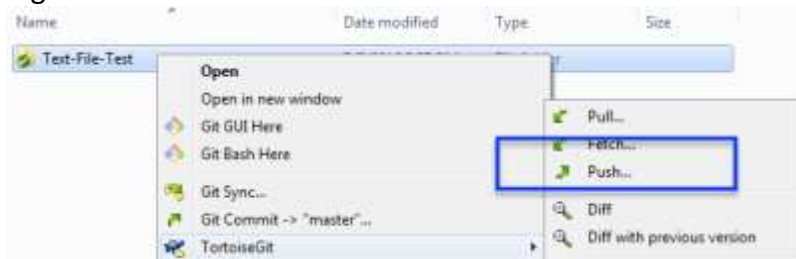 Name Date modified Type Size
Text-File-Test
Open
Open in new window
Git GUI Here
Git Bash Here
Git Sync...
Git Commit -> "master"...
TortoiseGit
Pull...
Fetch...
Push...
Diff
Diff with previous version